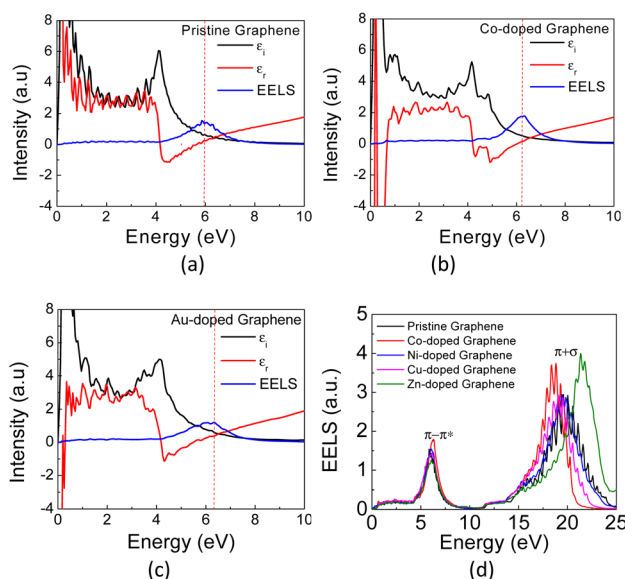 Pristine Graphene
εi
εr
EELS
Intensity (a.u)
8
6
4
2
0
-2
-4
0 2 4 6 8 10
Energy (eV)
(a)
Co-doped Graphene
εi
εr
EELS
Intensity (a.u)
8
6
4
2
0
-2
-4
0 2 4 6 8 10
Energy (eV)
(b)
Au-doped Graphene
εi
εr
EELS
Intensity (a.u)
8
6
4
2
0
-2
-4
0 2 4 6 8 10
Energy (eV)
(c)
Pristine Graphene
Co-doped Graphene
Ni-doped Graphene
Cu-doped Graphene
Zn-doped Graphene
π+σ
π−π*
EELS (a.u.)
5
4
3
2
1
0
0 5 10 15 20 25
Energy (eV)
(d)